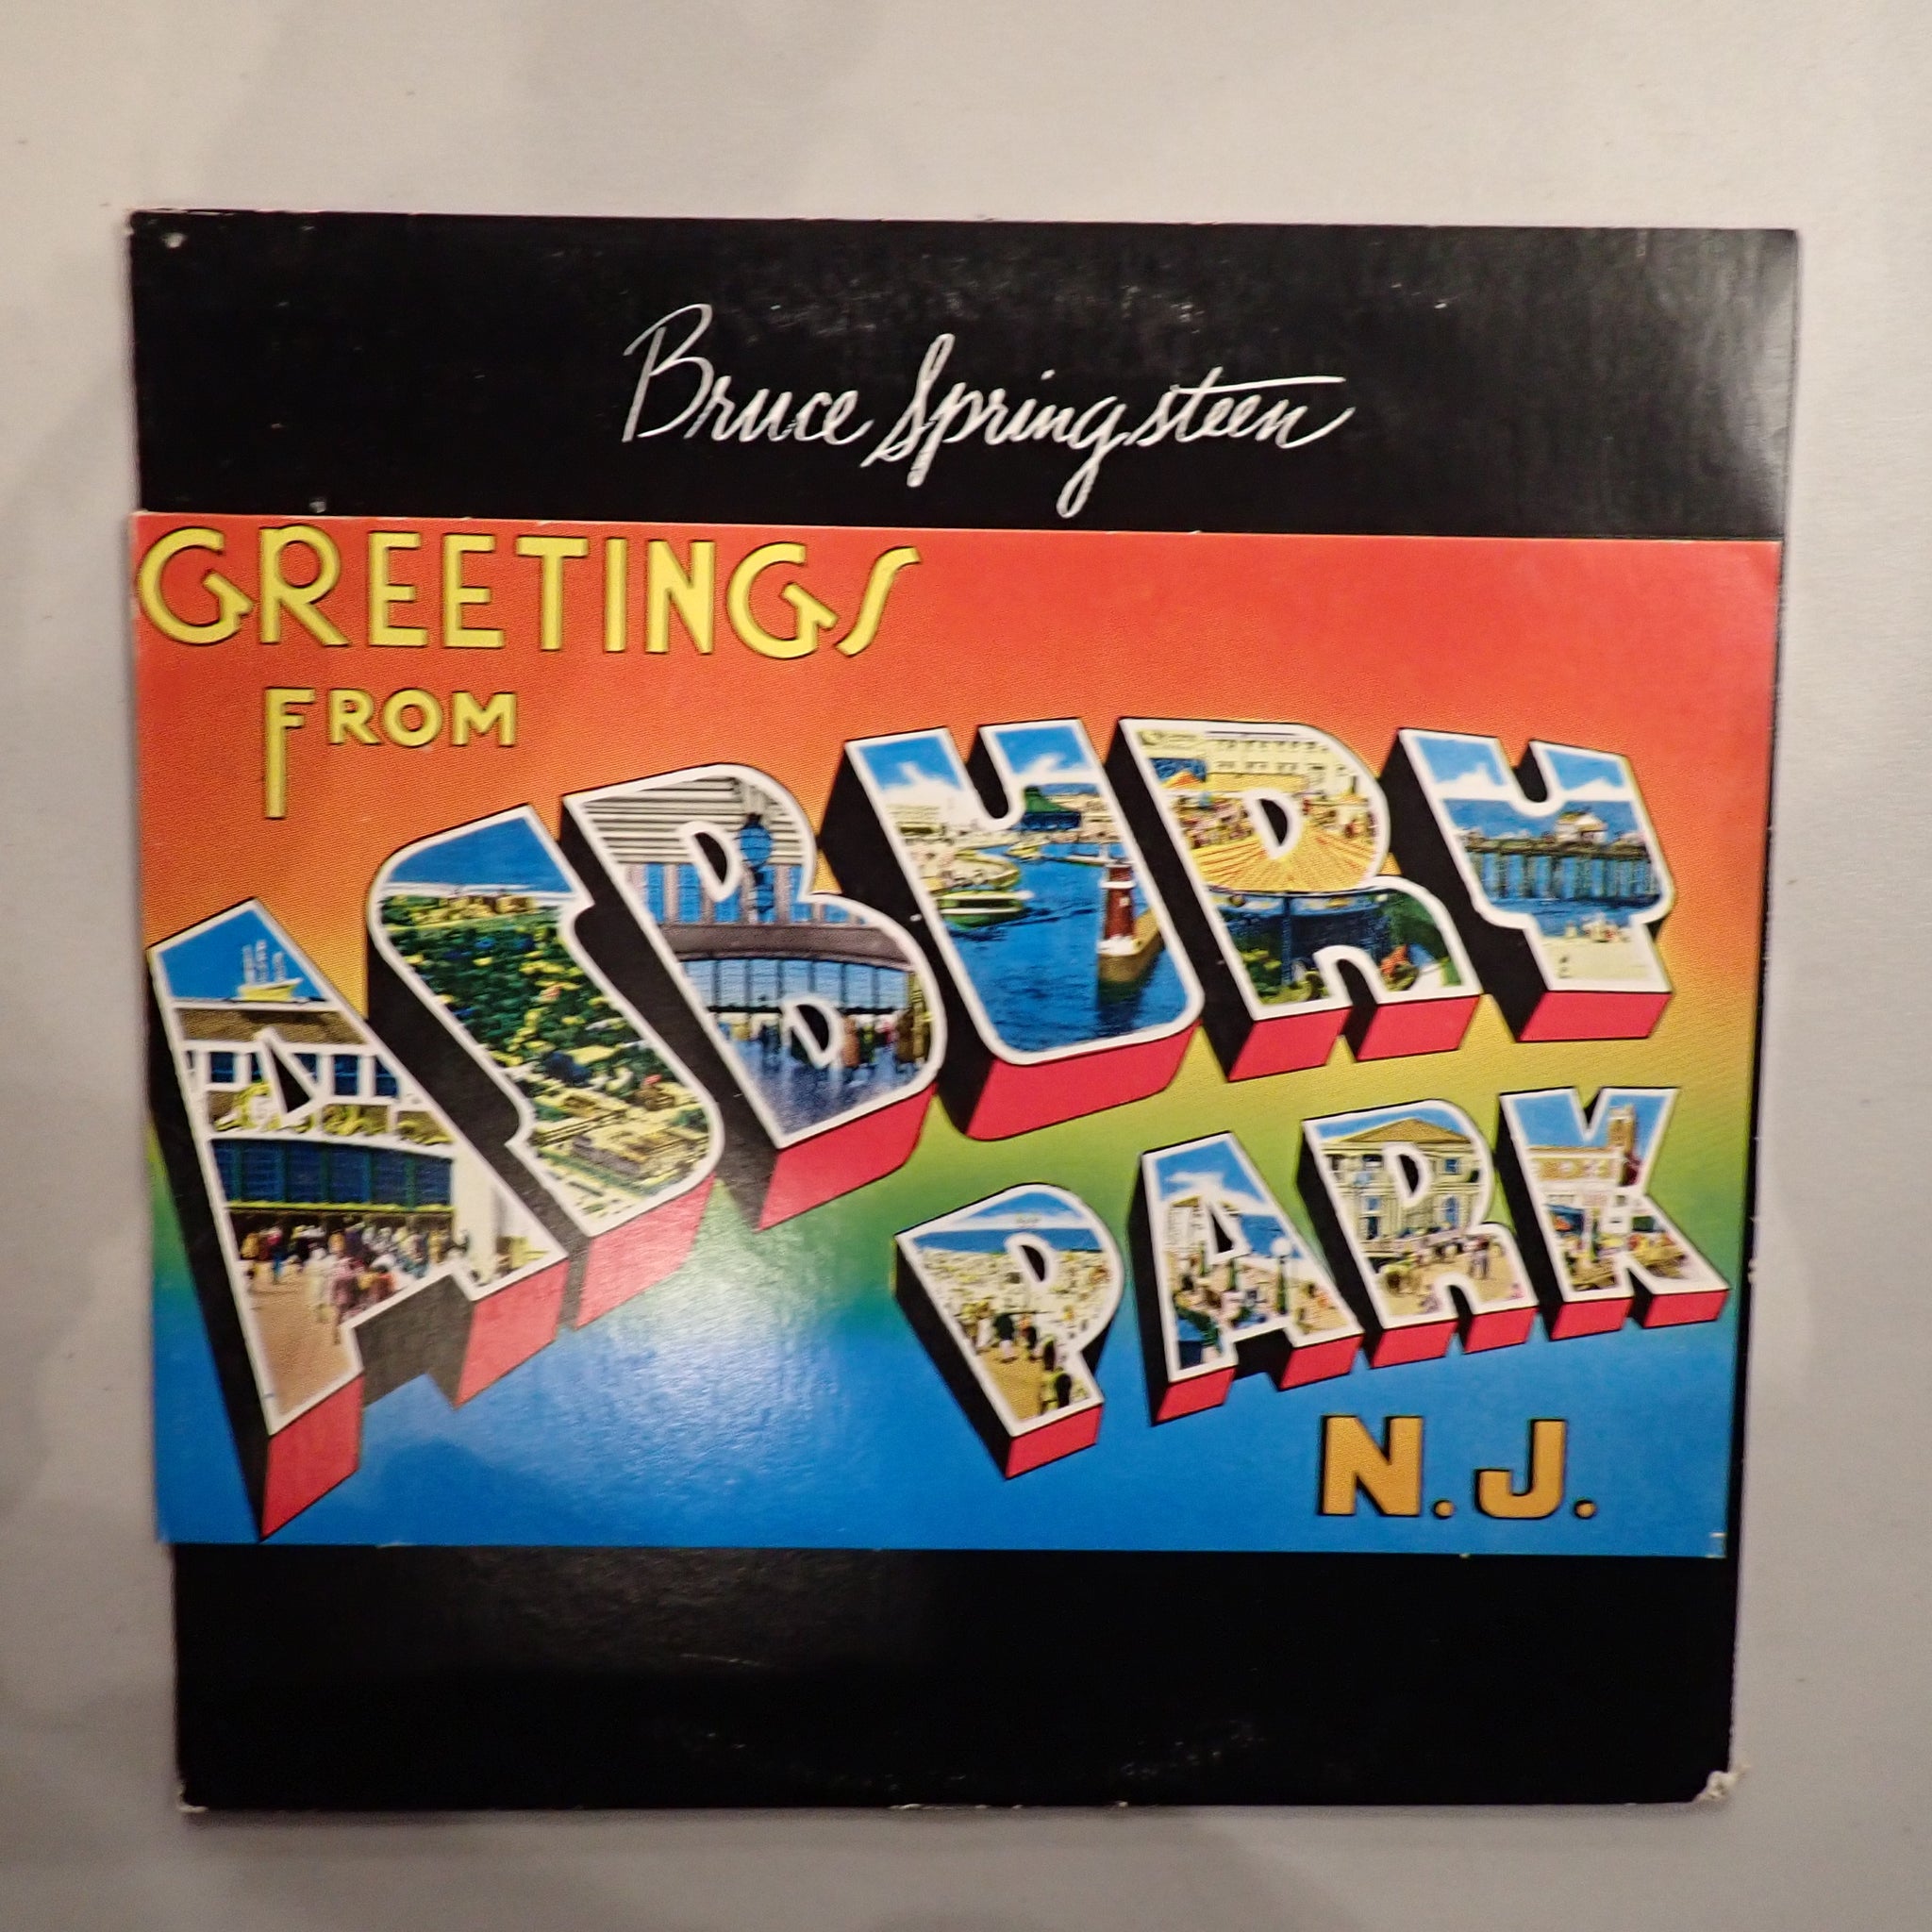 Bruce Springsteen
GREETINGS
FROM
ASBURY
PARK
N.J.